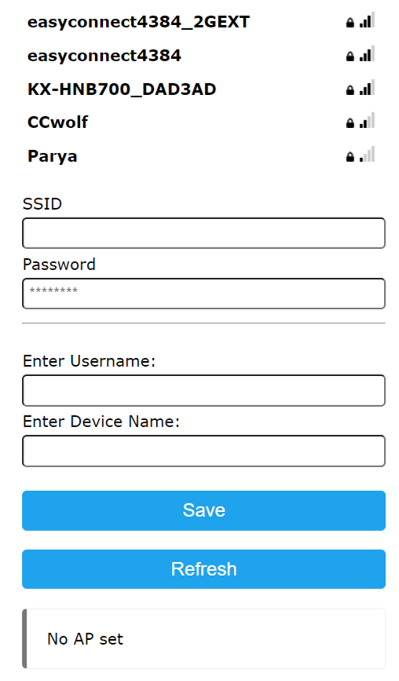 easyconnect4384_2GEXT
easyconnect4384
KX-HNB700_DAD3AD
CCwolf
Parya
SSID
Password
********
Enter Username:
Enter Device Name:
Save
Refresh
No AP set